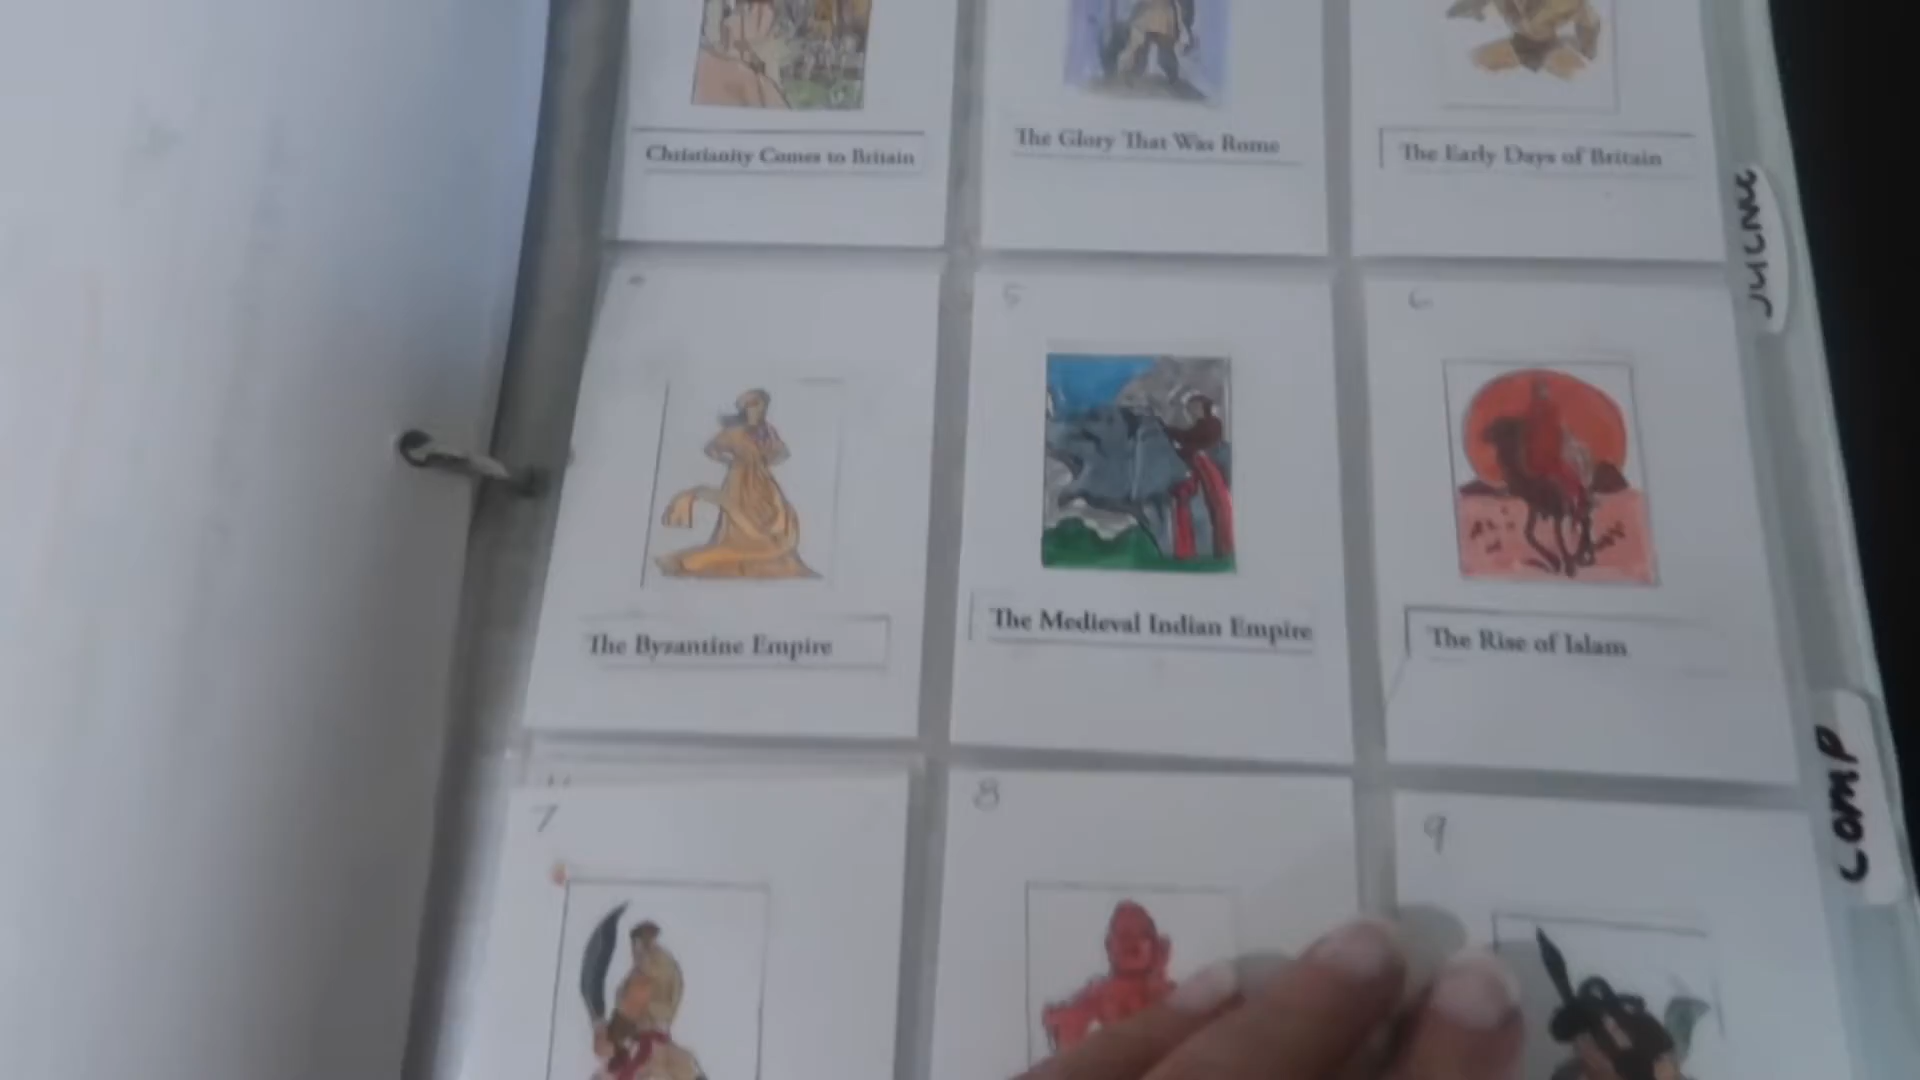 Christianity Comes to Britain
The Glory That Was Rome
The Early Days of Britain
5
6
The Byzantine Empire
The Medieval Indian Empire
The Rise of Islam
7
8
9
COMP